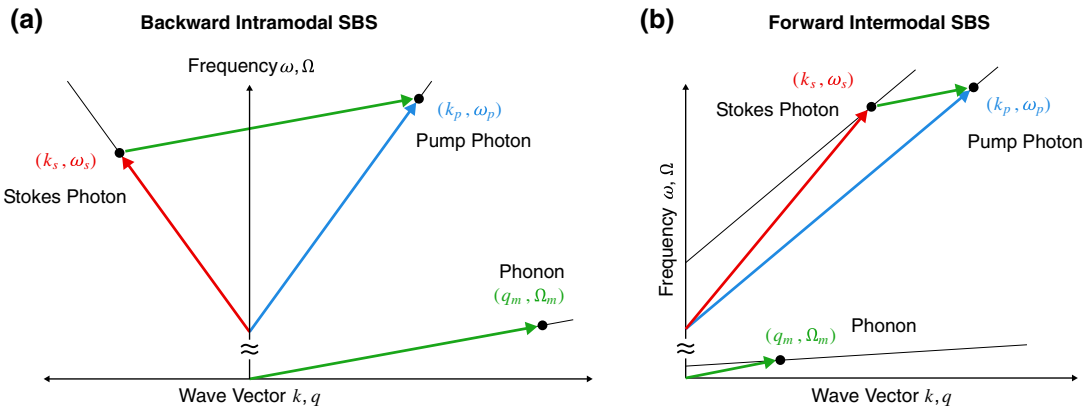 (a) Backward Intramodal SBS
Frequency ω, Ω
(k_p, ω_p)
Pump Photon
(k_s, ω_s)
Stokes Photon
Phonon
(q_m, Ω_m)
≈
Wave Vector k, q
(b) Forward Intermodal SBS
(k_s, ω_s)
Stokes Photon
(k_p, ω_p)
Pump Photon
Frequency ω, Ω
(q_m, Ω_m)
Phonon
≈
Wave Vector k, q